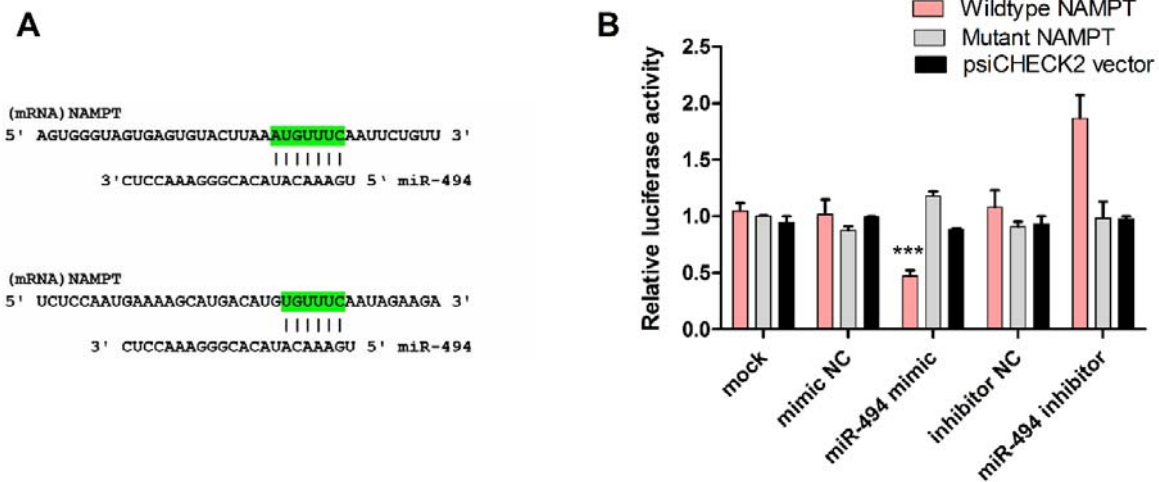 A
(mRNA)NAMPT
5' AGUGGGUAGUGAGUGUACUUAAAUGUUUCAAUUCUGUU 3'
3'CUCCAAAGGGCACAUACAAAGU 5' miR-494
(mRNA)NAMPT
5' UCUCCAAUGAAAAGCAUGACAUGUGUUUCAAUAGAAGA 3'
3' CUCCAAAGGGCACAUACAAAGU 5' miR-494
B
Wildtype NAMPT
Mutant NAMPT
psiCHECK2 vector
Relative luciferase activity
2.5
2.0
1.5
1.0
0.5
0.0
***
mock
mimic NC
miR-494 mimic
inhibitor NC
miR-494 inhibitor